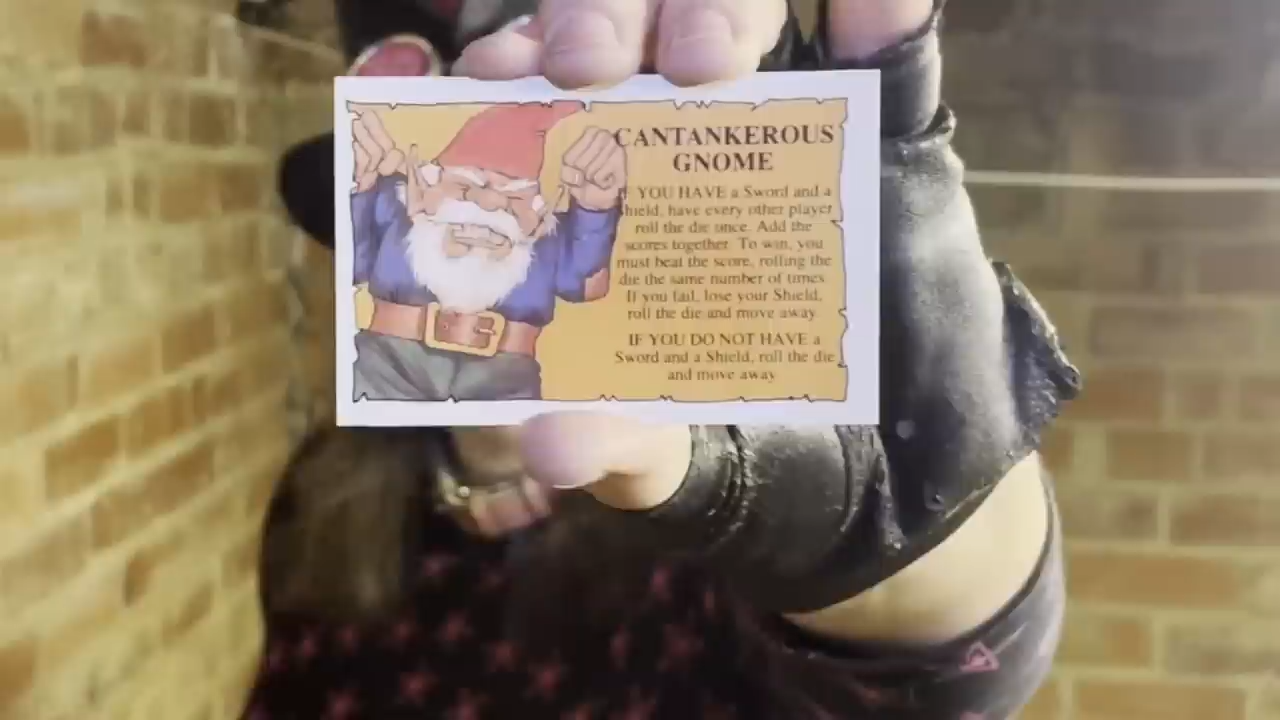 CANTANKEROUS
GNOME
IF YOU HAVE a Sword and a
Shield, have every other player
roll the die once. Add the
scores together. To win, you
must beat the score, rolling the
die the same number of times.
If you fail, lose your Shield,
roll the die and move away
IF YOU DO NOT HAVE a
Sword and a Shield, roll the die
and move away